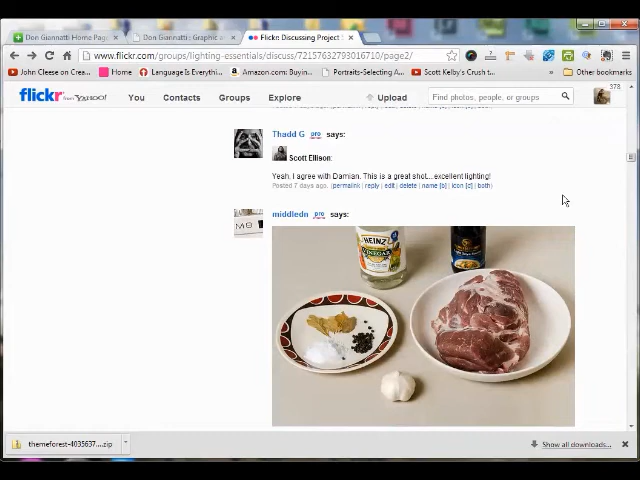 Don Giannatti Home Pag
Don Giannatti: Graphic a
Flickr: Discussing Project
www.flickr.com/groups/lighting-essentials/discuss/72157632793016710/page2/
John Cleese on Crea...
Home
Language Is Everythi...
Amazon.com: Buyin...
Portraits-Selecting A...
Scott Kelby's Crush t...
»
Other bookmarks
flickr from YAHOO!
You
Contacts
Groups
Explore
Upload
Find photos, people, or groups
378
Thadd G pro says:
Scott Ellison:
Yeah, I agree with Damian. This is a great shot...excellent lighting!
Posted 7 days ago. (permalink | reply | edit | delete | name [b] | icon [c] | both)
middledn pro says:
HEINZ
VINEGAR
themeforest-4035637....zip
Show all downloads...